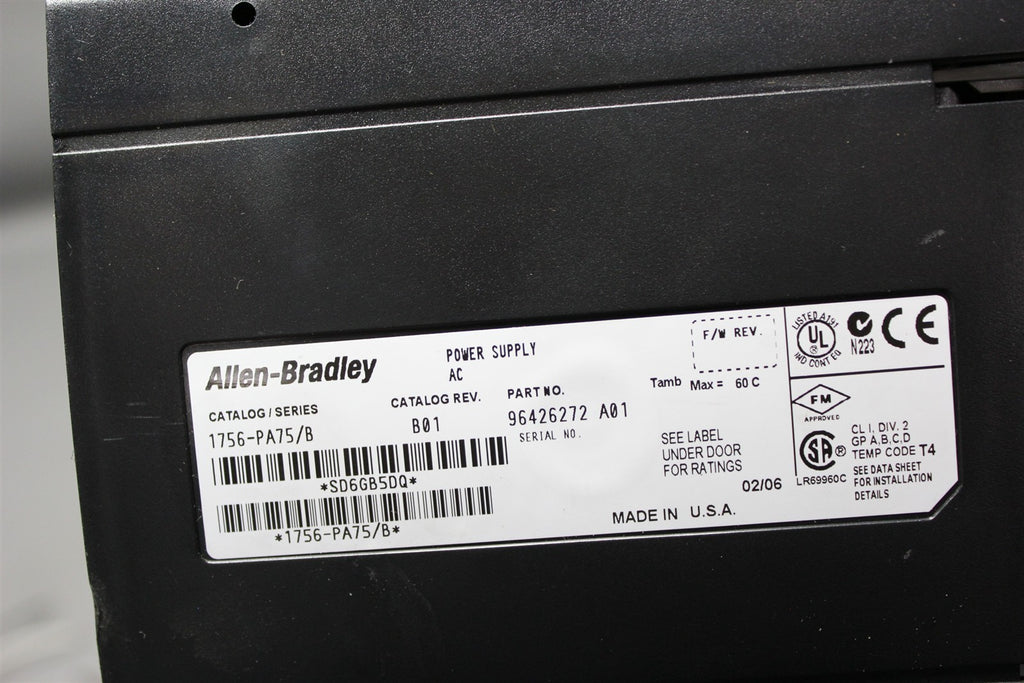 Allen-Bradley
POWER SUPPLY
AC
CATALOG / SERIES
1756-PA75/B
CATALOG REV.
B01
PART NO.
96426272 A01
SERIAL NO.
*SD6GB5DQ*
*1756-PA75/B*
F/W REV.
Tamb Max = 60 C
SEE LABEL
UNDER DOOR
FOR RATINGS
02/06
MADE IN U.S.A.
LISTED A191
UL
IND CONT EQ
N223
CE
FM
APPROVED
SA
LR69960C
CL I, DIV. 2
GP A,B,C,D
TEMP CODE T4
SEE DATA SHEET
FOR INSTALLATION
DETAILS